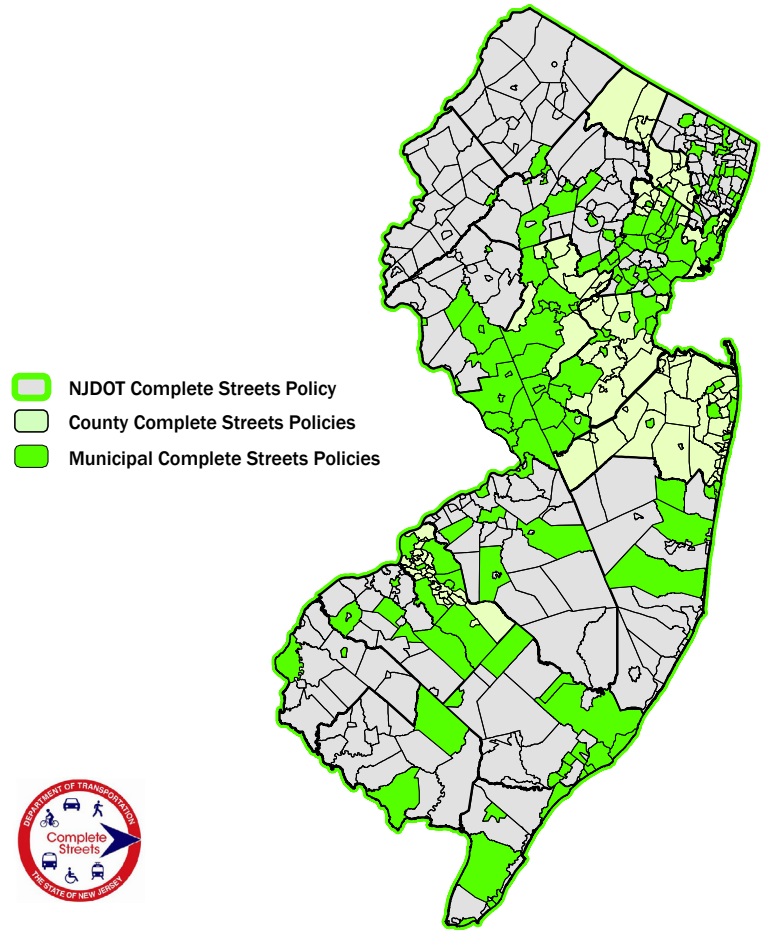 NJDOT Complete Streets Policy
County Complete Streets Policies
Municipal Complete Streets Policies
DEPARTMENT OF TRANSPORTATION
Complete
Streets
THE STATE OF NEW JERSEY